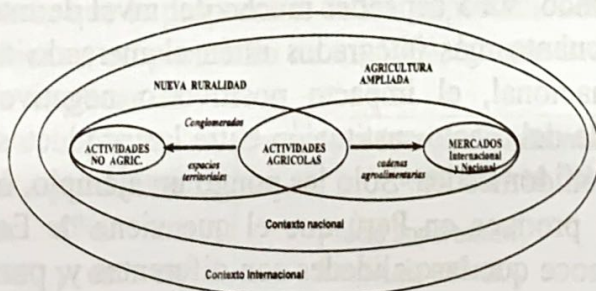 AGRICULTURA
AMPLIADA
NUEVA RURALIDAD
Conglomerados
ACTIVIDADES
NO AGRIC.
espacios
territoriales
ACTIVIDADES
AGRICOLAS
cadenas
agroalimentarias
MERCADOS
Internacional
y Nacional
Contexto nacional
Contexto Internacional